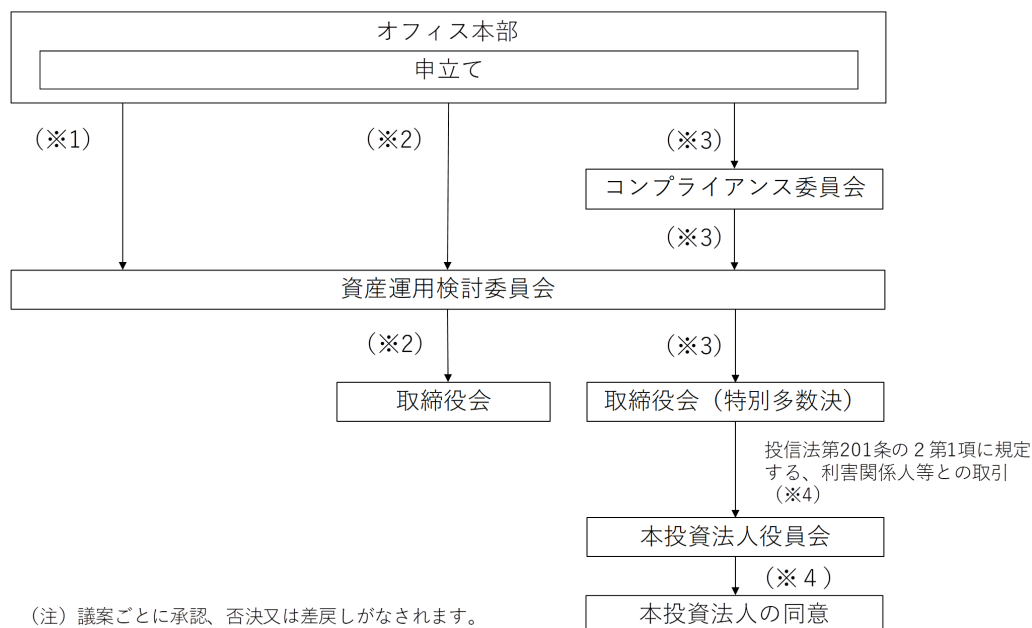 オフィス本部
申立て
（※1）
（※2）
（※3）
コンプライアンス委員会
（※3）
資産運用検討委員会
（※2）
（※3）
取締役会
取締役会（特別多数決）
投信法第201条の２第1項に規定
する、利害関係人等との取引
（※4）
本投資法人役員会
（※４）
本投資法人の同意
（注）議案ごとに承認、否決又は差戻しがなされます。